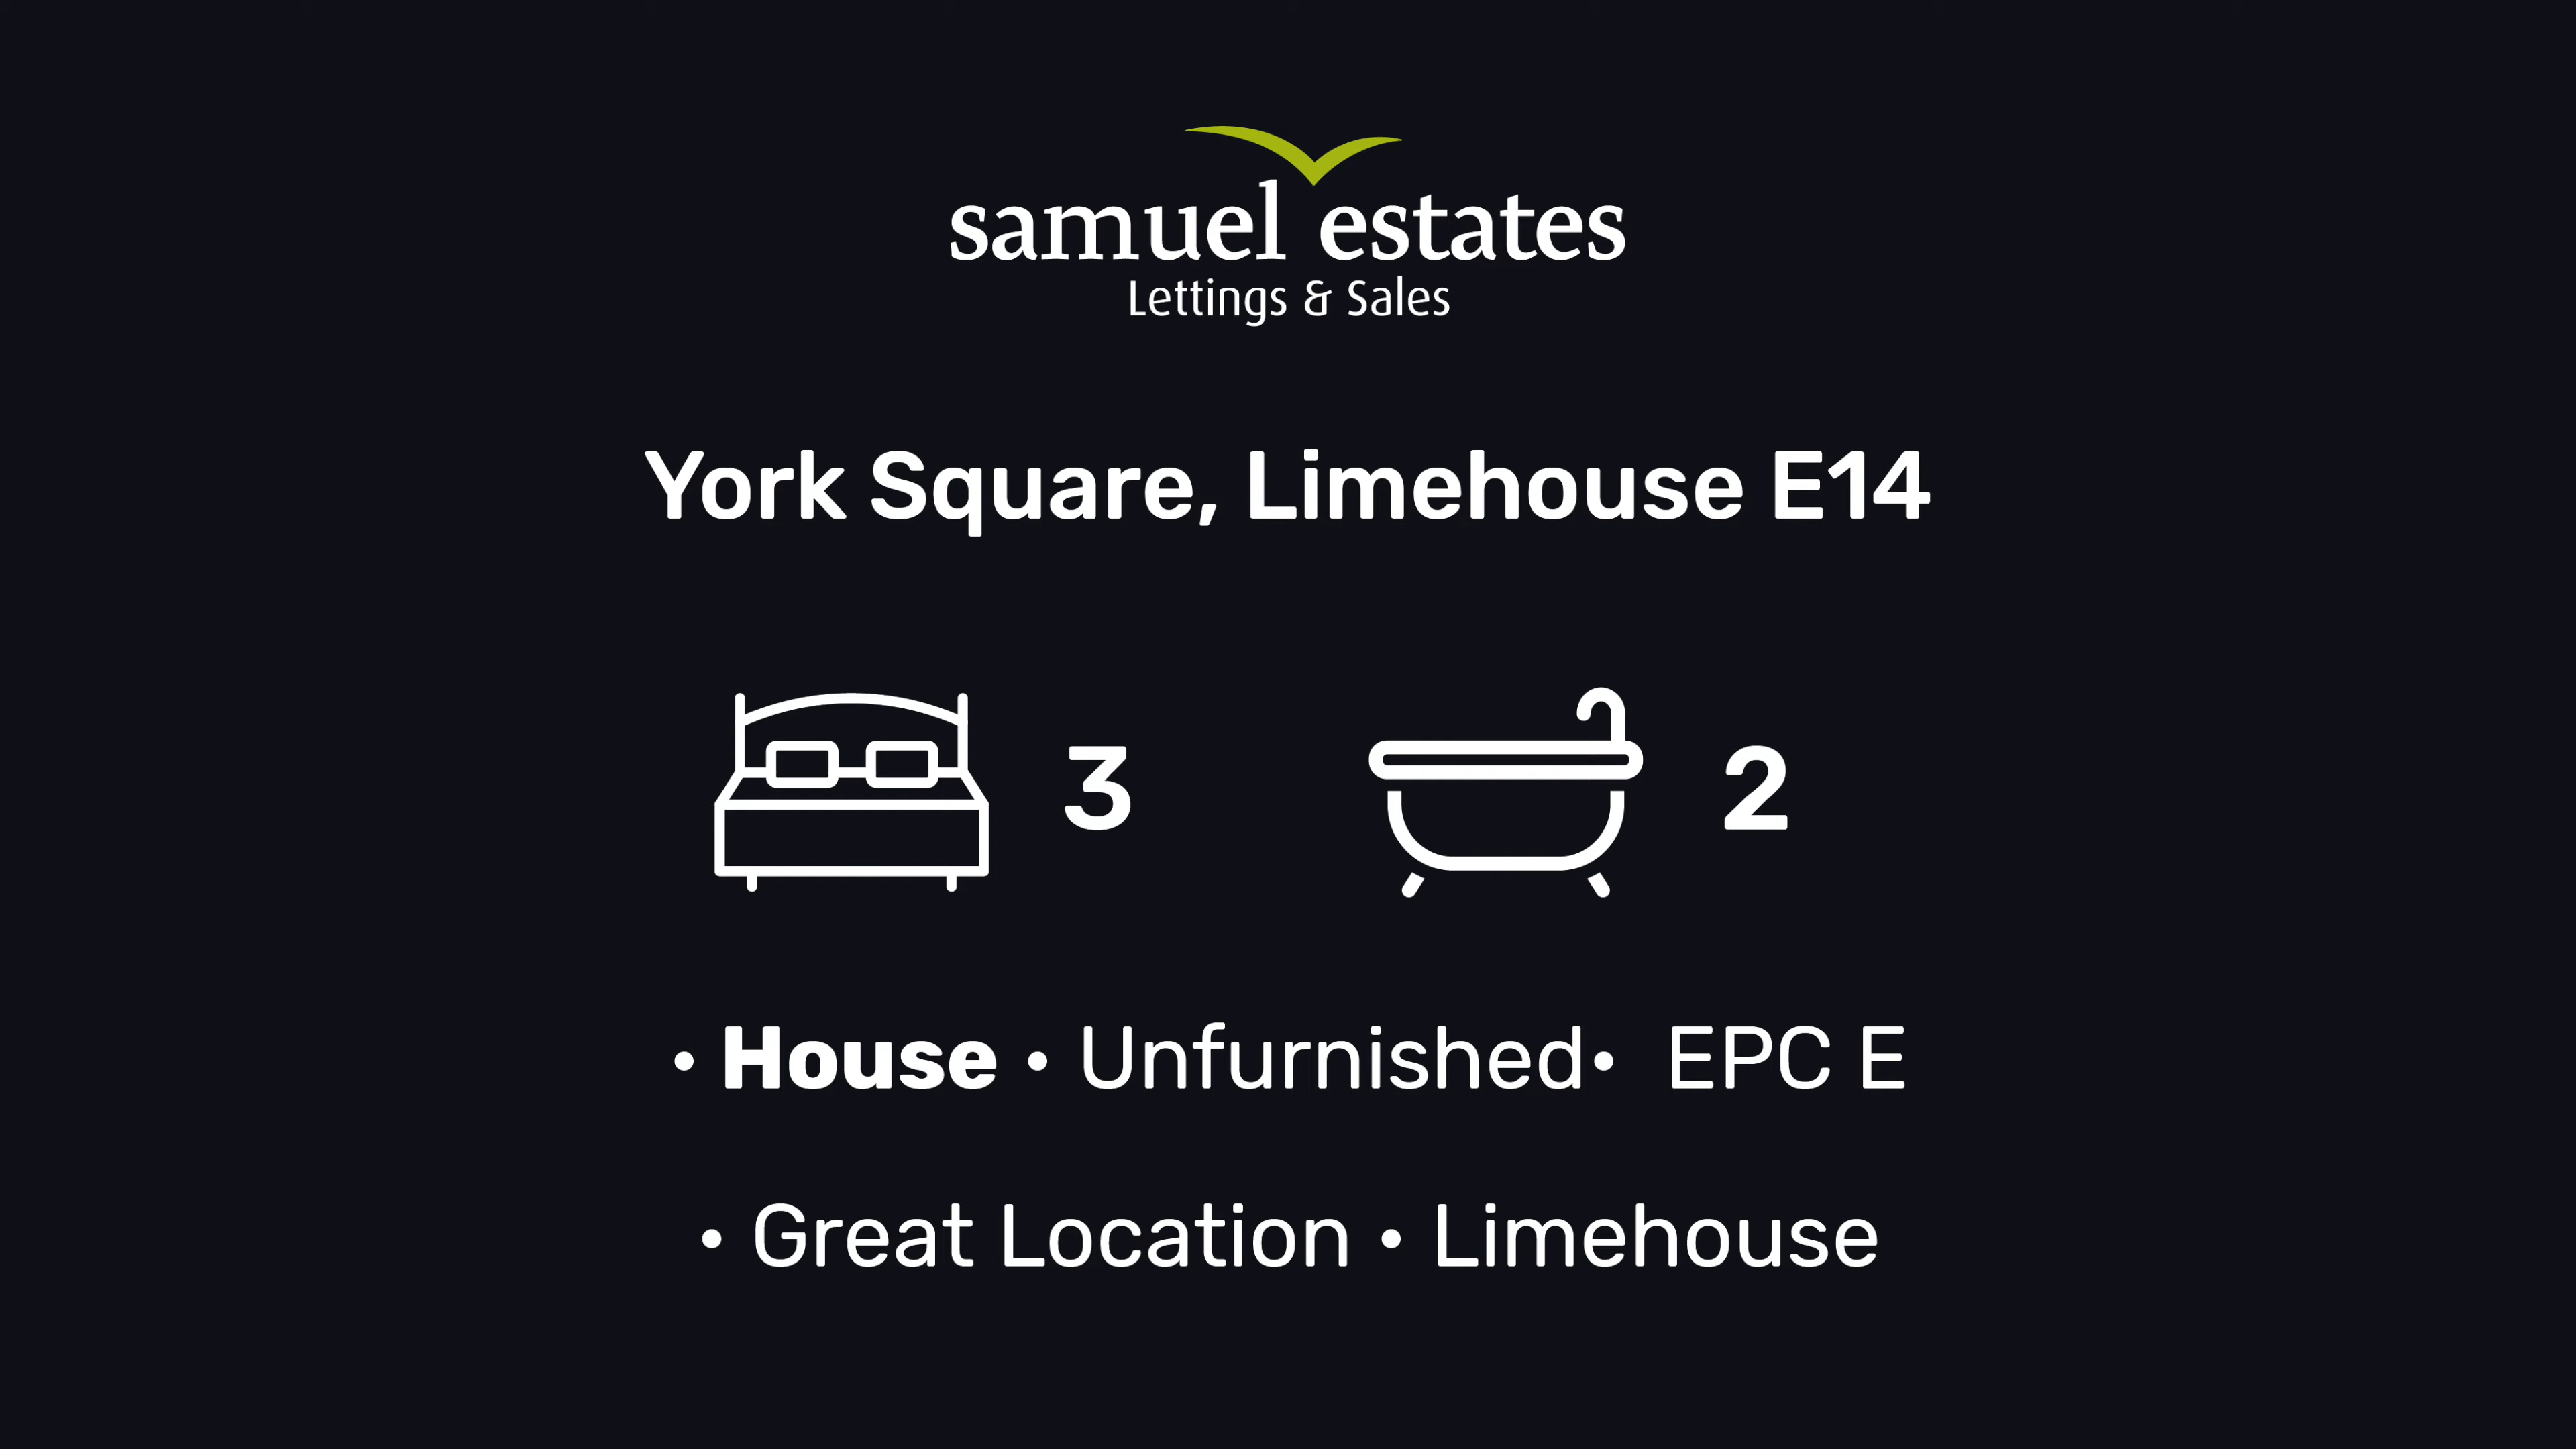 samuel estates
Lettings & Sales
York Square, Limehouse E14
3 2
• House • Unfurnished• EPC E
• Great Location • Limehouse